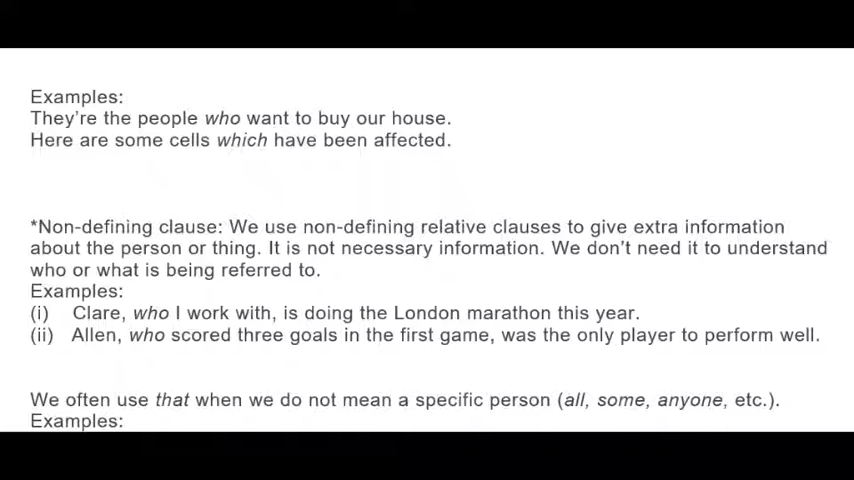 Examples:
They’re the people who want to buy our house.
Here are some cells which have been affected.
*Non-defining clause: We use non-defining relative clauses to give extra information
about the person or thing. It is not necessary information. We don’t need it to understand
who or what is being referred to.
Examples:
(i) Clare, who I work with, is doing the London marathon this year.
(ii) Allen, who scored three goals in the first game, was the only player to perform well.
We often use that when we do not mean a specific person (all, some, anyone, etc.).
Examples: